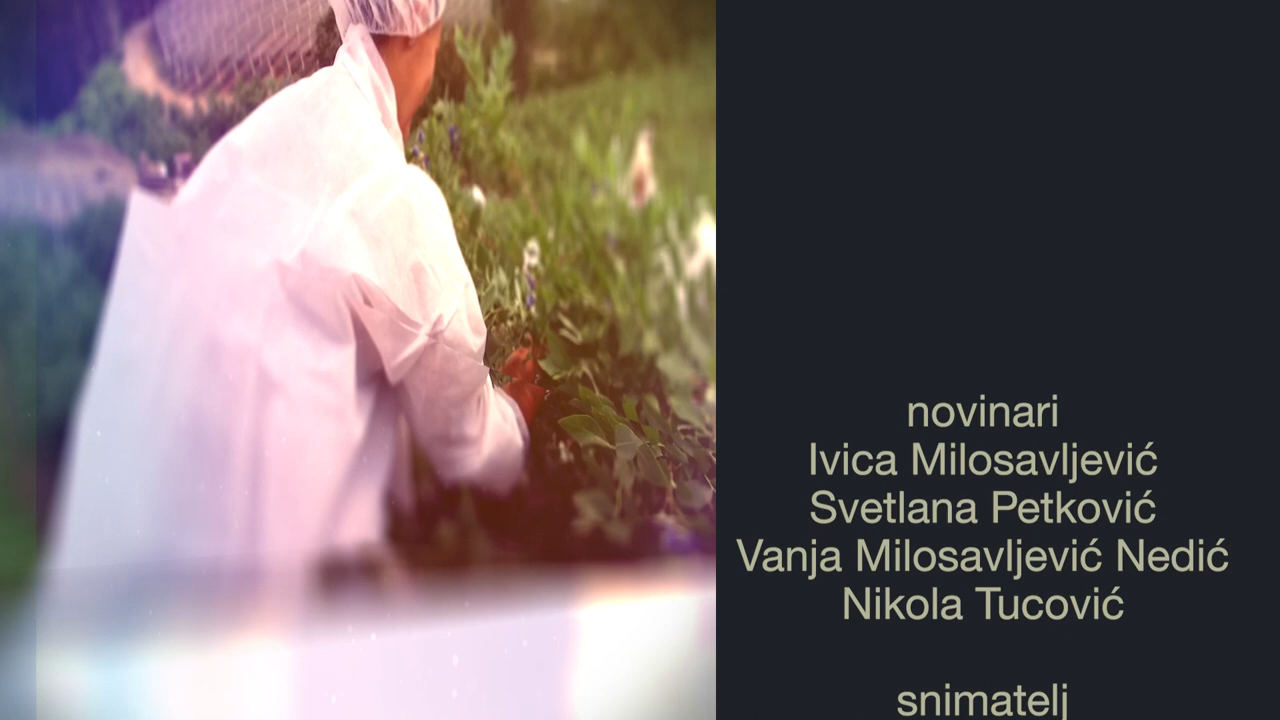 novinari
Ivica Milosavljević
Svetlana Petković
Vanja Milosavljević Nedić
Nikola Tucović
snimatelj